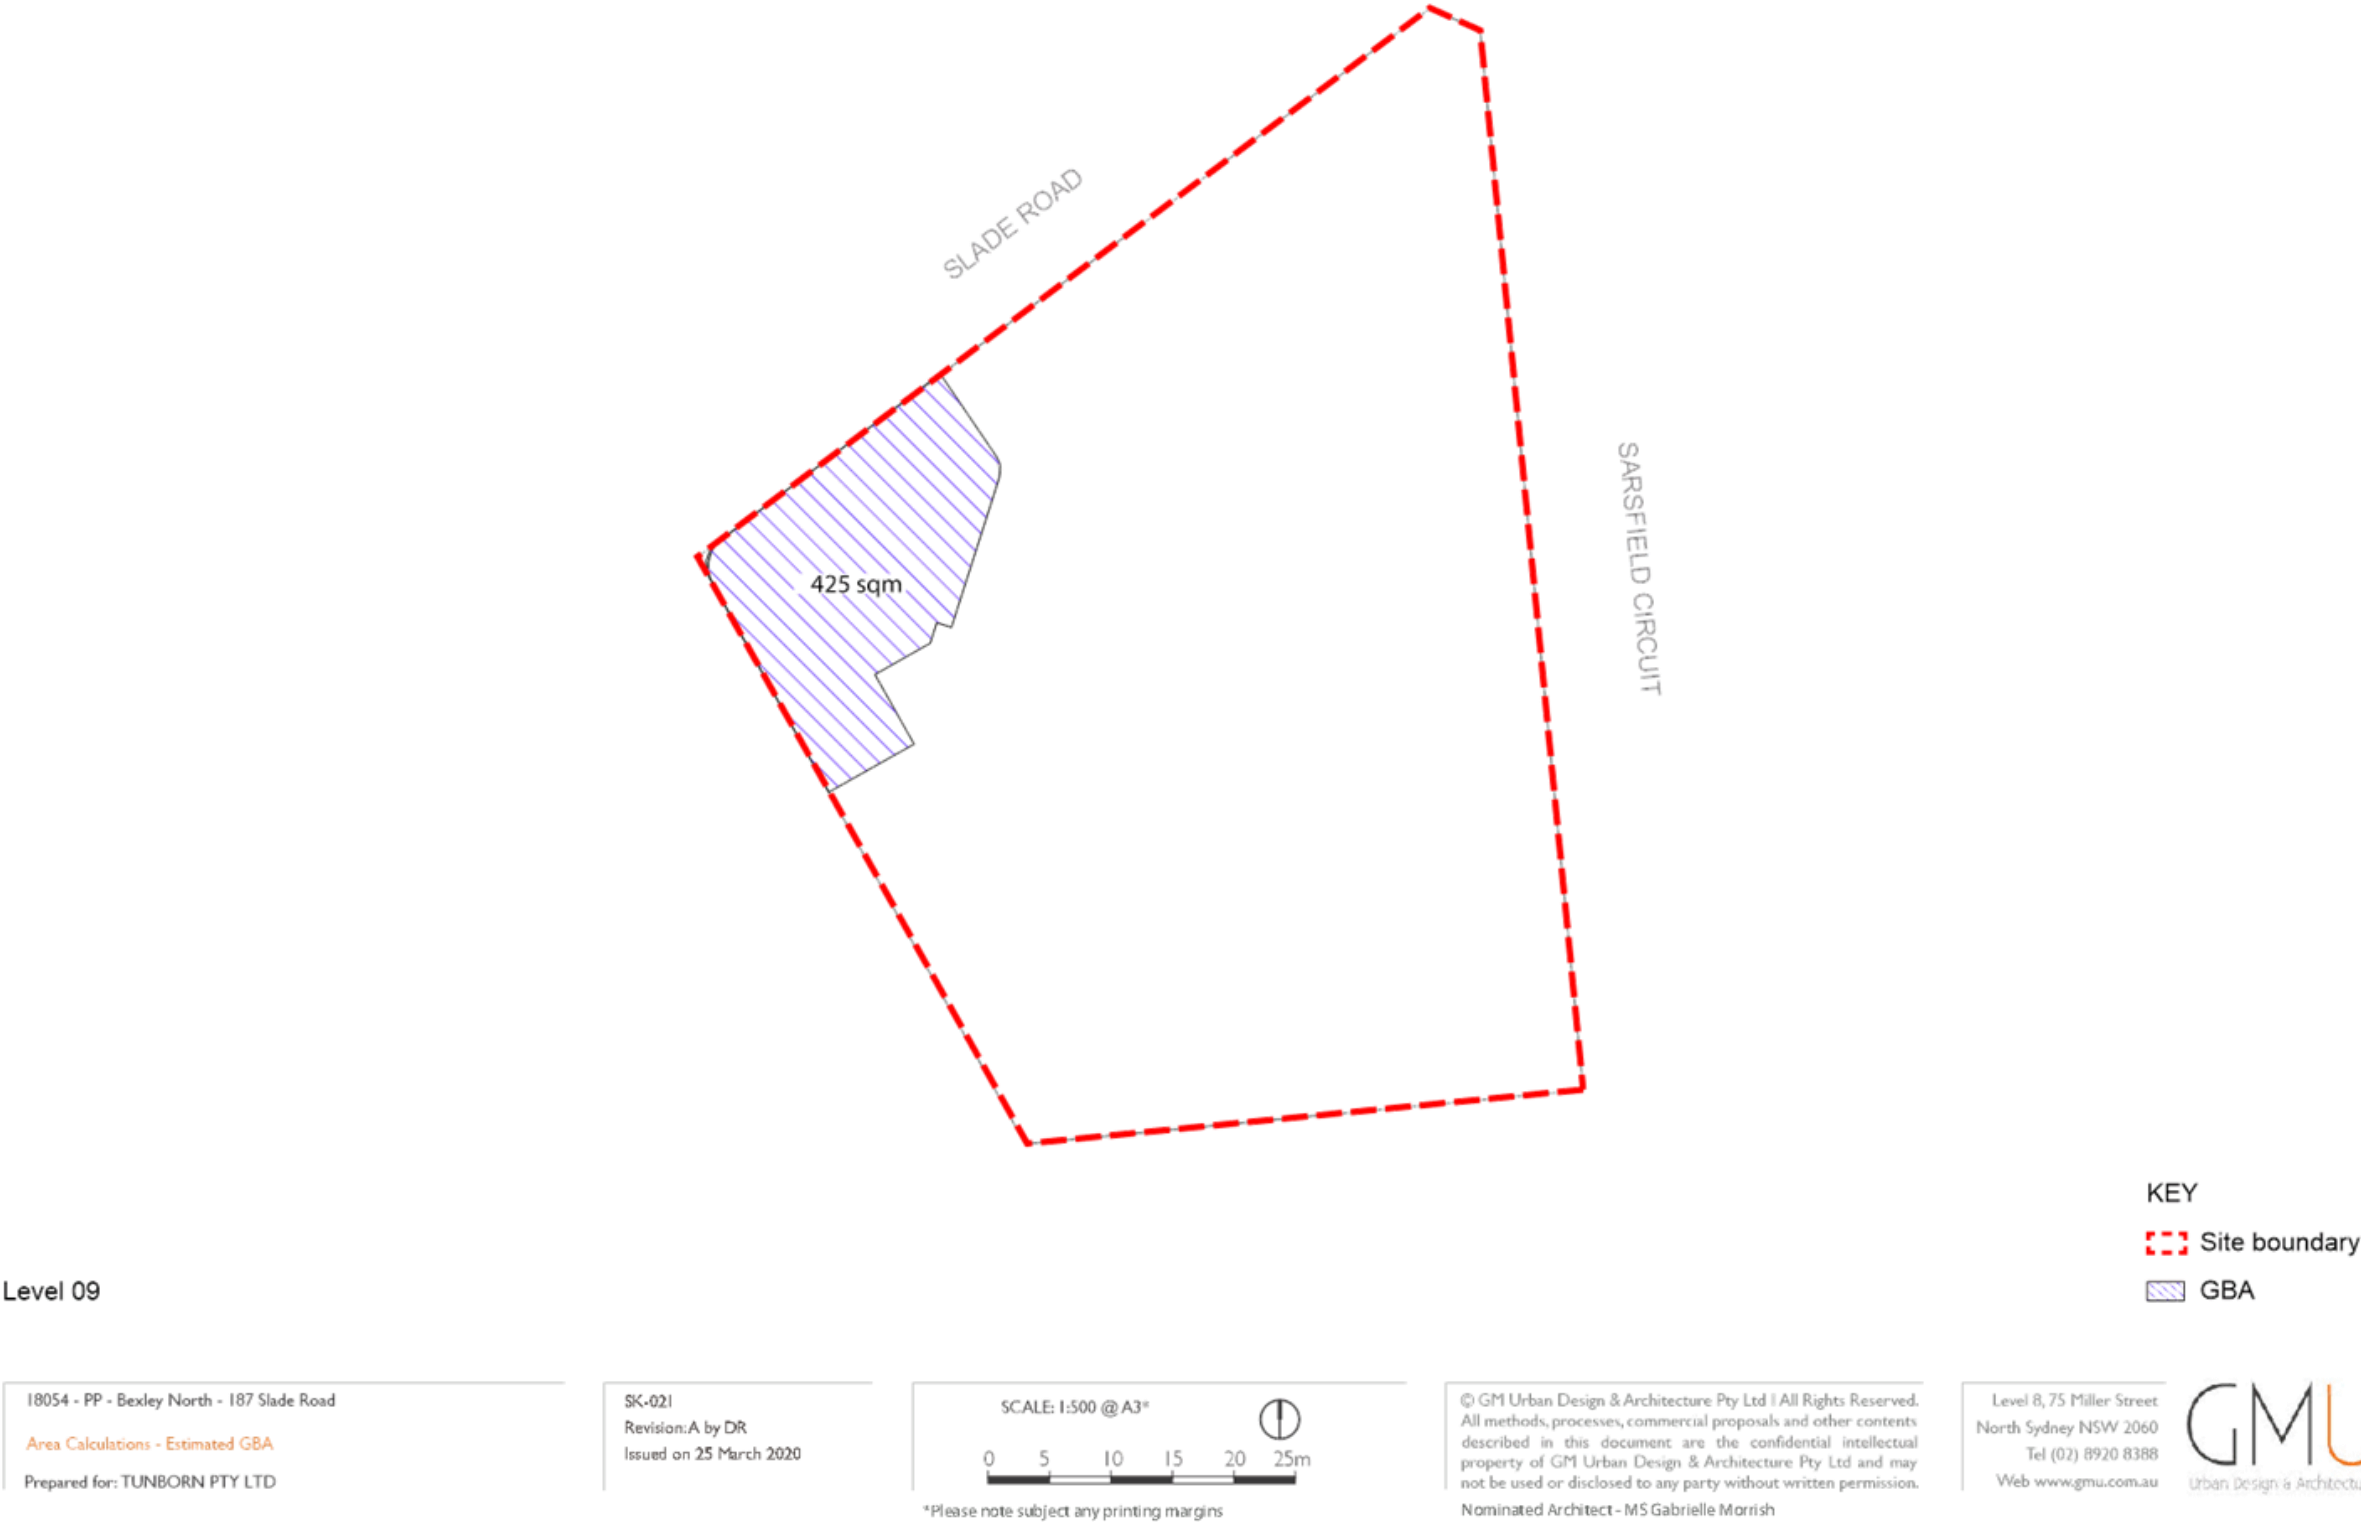 SLADE ROAD
SARSFIELD CIRCUIT
425 sqm
KEY
Site boundary
GBA
Level 09
18054 - PP - Bexley North - 187 Slade Road
Area Calculations - Estimated GBA
Prepared for: TUNBORN PTY LTD
SK-021
Revision: A by DR
Issued on 25 March 2020
SCALE: 1:500 @ A3*
0 5 10 15 20 25m
*Please note subject any printing margins
© GM Urban Design & Architecture Pty Ltd | All Rights Reserved.
All methods, processes, commercial proposals and other contents
described in this document are the confidential intellectual
property of GM Urban Design & Architecture Pty Ltd and may
not be used or disclosed to any party without written permission.
Nominated Architect - MS Gabrielle Morrish
Level 8, 75 Miller Street
North Sydney NSW 2060
Tel (02) 8920 8388
Web www.gmu.com.au
GMU
Urban Design & Architectu